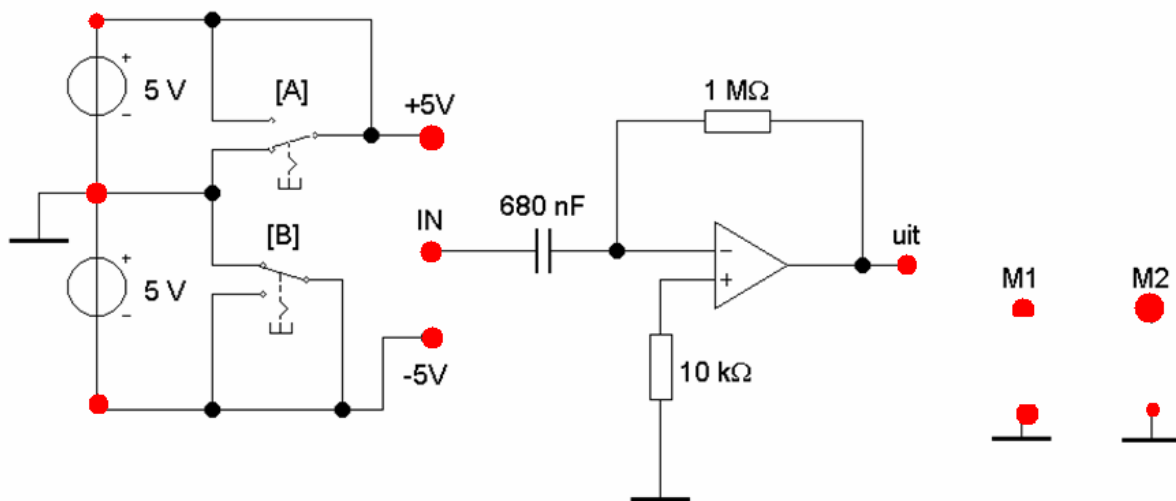 +
5 V
-
[A]
+5V
1 MΩ
IN
680 nF
[B]
+
5 V
-
-5V
-
+
uit
10 kΩ
M1
M2